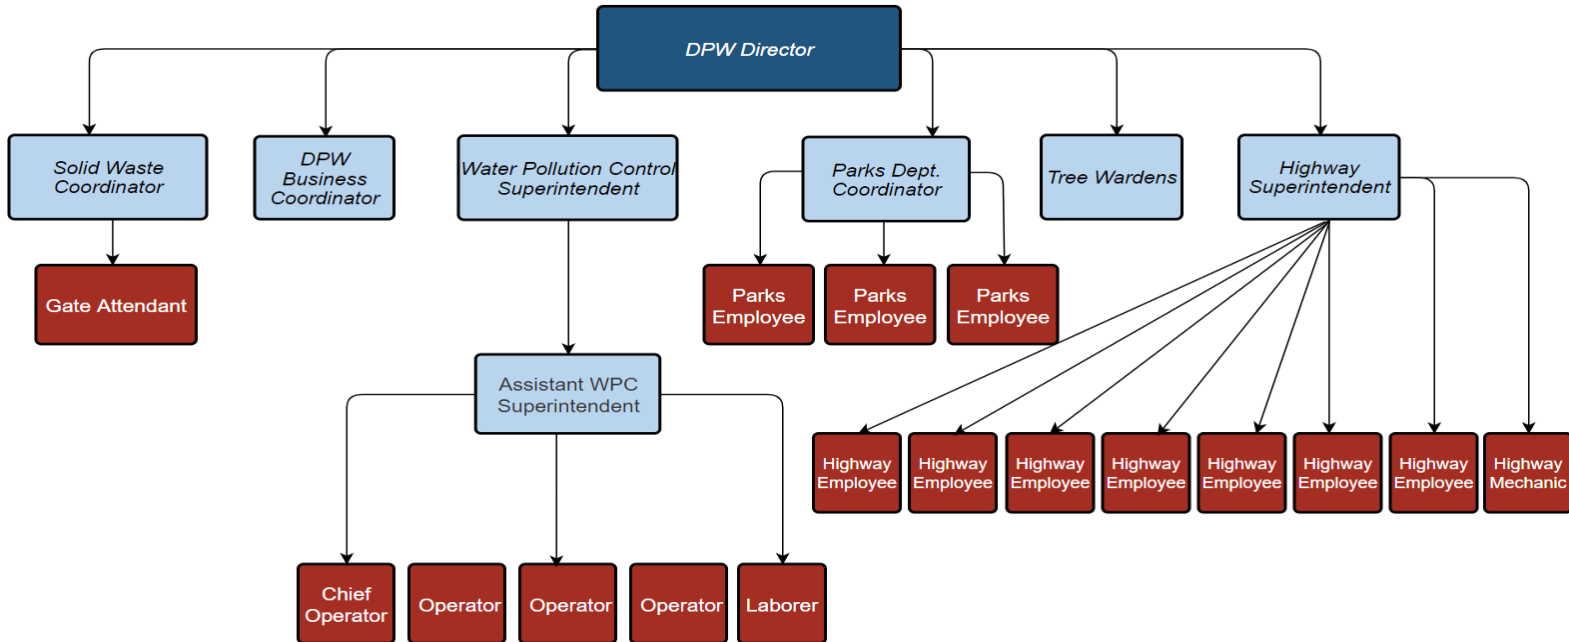 DPW Director
Solid Waste
Coordinator
DPW
Business
Coordinator
Water Pollution Control
Superintendent
Parks Dept.
Coordinator
Tree Wardens
Highway
Superintendent
Gate Attendant
Parks
Employee
Parks
Employee
Parks
Employee
Assistant WPC
Superintendent
Highway
Employee
Highway
Employee
Highway
Employee
Highway
Employee
Highway
Employee
Highway
Employee
Highway
Employee
Highway
Mechanic
Chief
Operator
Operator
Operator
Operator
Laborer